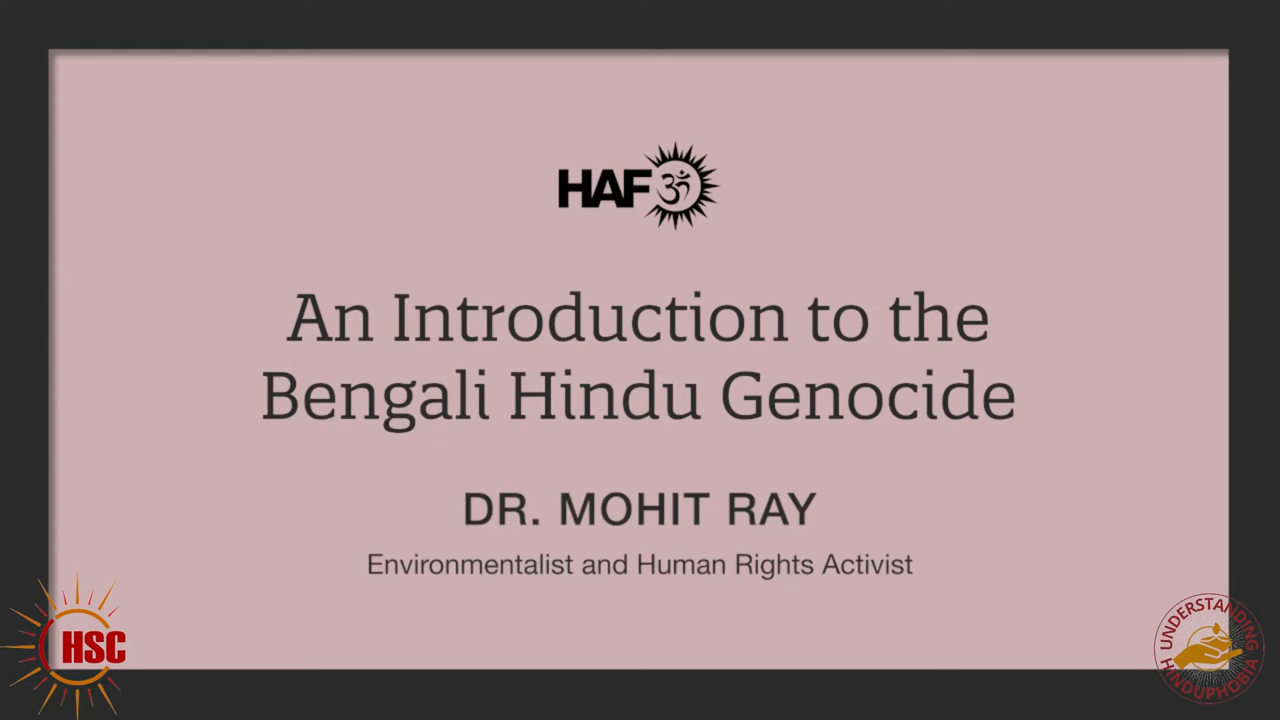 HAF ॐ
An Introduction to the
Bengali Hindu Genocide
DR. MOHIT RAY
Environmentalist and Human Rights Activist
HSC
UNDERSTANDING
HINDUPHOBIA